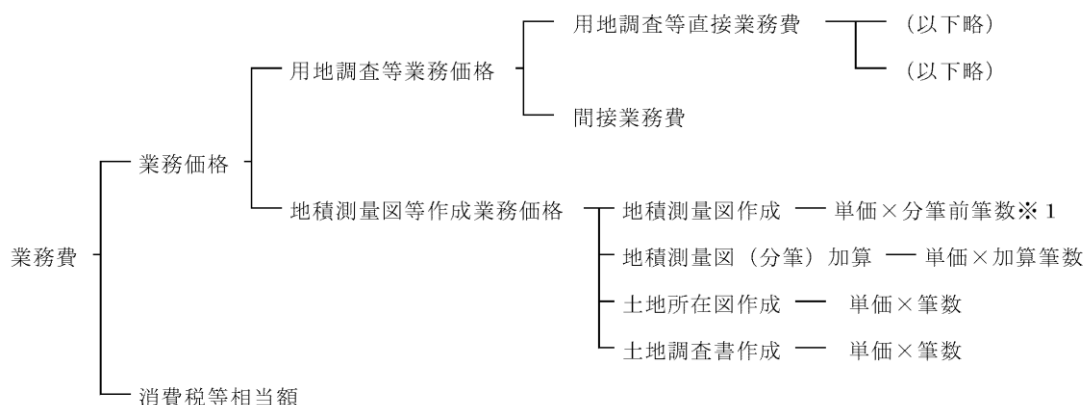 用地調査等直接業務費 (以下略)
用地調査等業務価格 (以下略)
間接業務費
業務価格
地積測量図等作成業務価格 地積測量図作成 単価×分筆前筆数※1
業務費 地積測量図(分筆)加算 単価×加算筆数
土地所在図作成 単価×筆数
土地調査書作成 単価×筆数
消費税等相当額